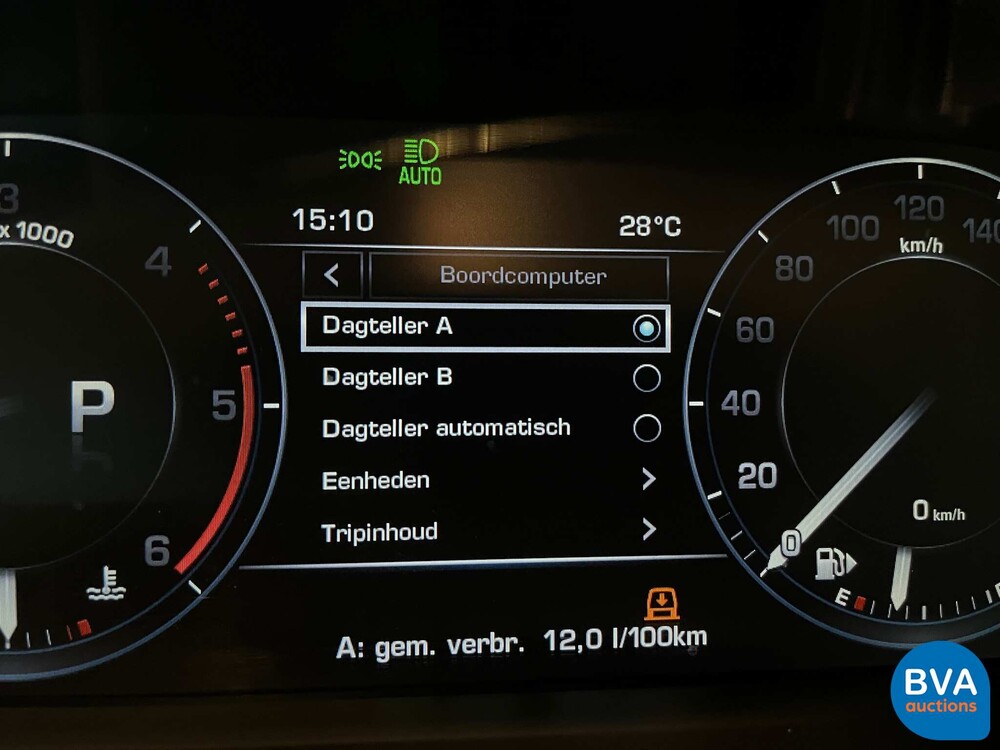 AUTO
15:10
28°C
Boordcomputer
Dagteller A
Dagteller B
Dagteller automatisch
Eenheden
Tripinhoud
A: gem. verbr. 12,0 l/100km
3
x 1000
4
5
6
P
0
20
40
60
80
100
120
140
km/h
0 km/h
E
BVA
auctions